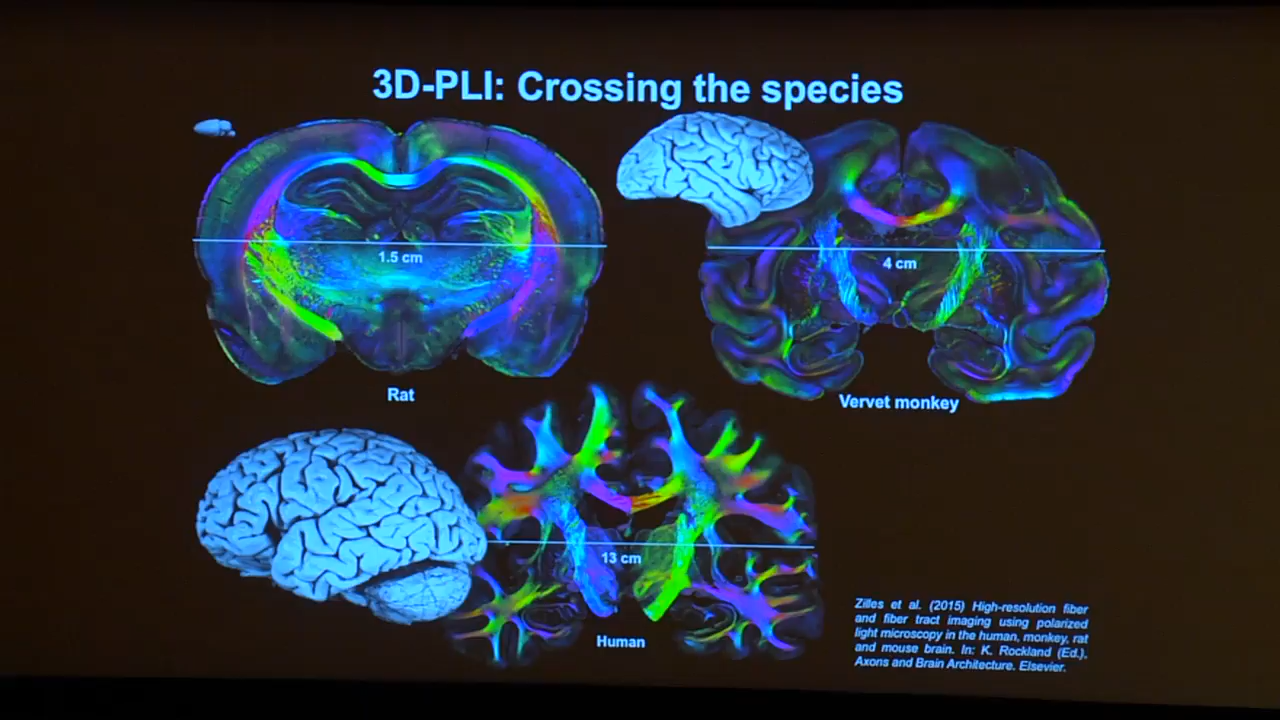 3D-PLI: Crossing the species
1.5 cm
4 cm
Rat
Vervet monkey
13 cm
Human
Zilles et al. (2015) High-resolution fiber
and fiber tract imaging using polarized
light microscopy in the human, monkey, rat
and mouse brain. In: K. Rockland (Ed.),
Axons and Brain Architecture. Elsevier.